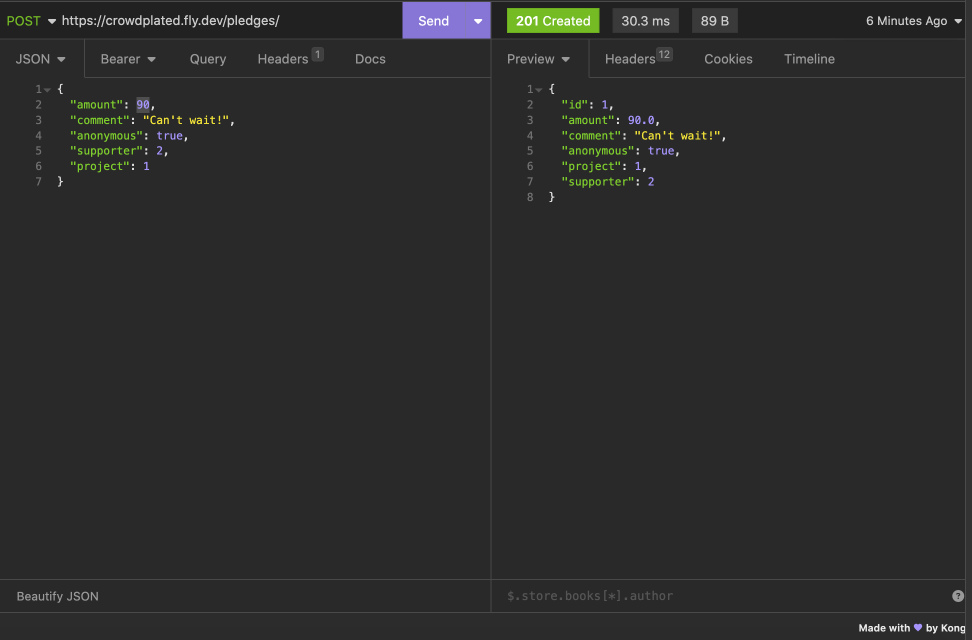 POST https://crowdplated.fly.dev/pledges/ Send 201 Created 30.3 ms 89 B 6 Minutes Ago
JSON Bearer Query Headers 1 Docs Preview Headers 12 Cookies Timeline
1 {
2 "amount": 90,
3 "comment": "Can't wait!",
4 "anonymous": true,
5 "supporter": 2,
6 "project": 1
7 }
1 {
2 "id": 1,
3 "amount": 90.0,
4 "comment": "Can't wait!",
5 "anonymous": true,
6 "project": 1,
7 "supporter": 2
8 }
Beautify JSON $.store.books[*].author ?
Made with 💜 by Kong